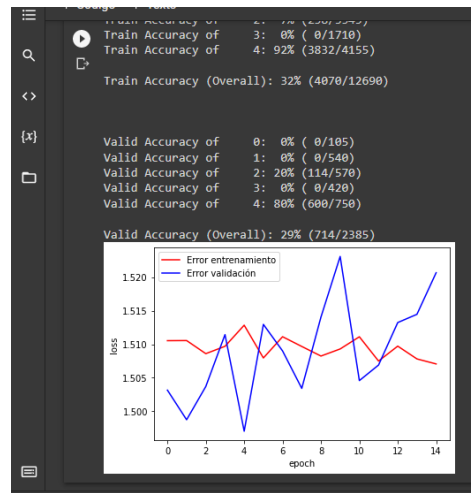 + Código + Texto
Train Accuracy of 3: 0% ( 0/1710)
Train Accuracy of 4: 92% (3832/4155)
Train Accuracy (Overall): 32% (4070/12690)
Valid Accuracy of 0: 0% ( 0/105)
Valid Accuracy of 1: 0% ( 0/540)
Valid Accuracy of 2: 20% (114/570)
Valid Accuracy of 3: 0% ( 0/420)
Valid Accuracy of 4: 80% (600/750)
Valid Accuracy (Overall): 29% (714/2385)
Error entrenamiento
Error validación
1.520
1.515
1.510
1.505
1.500
loss
0 2 4 6 8 10 12 14
epoch
{x}